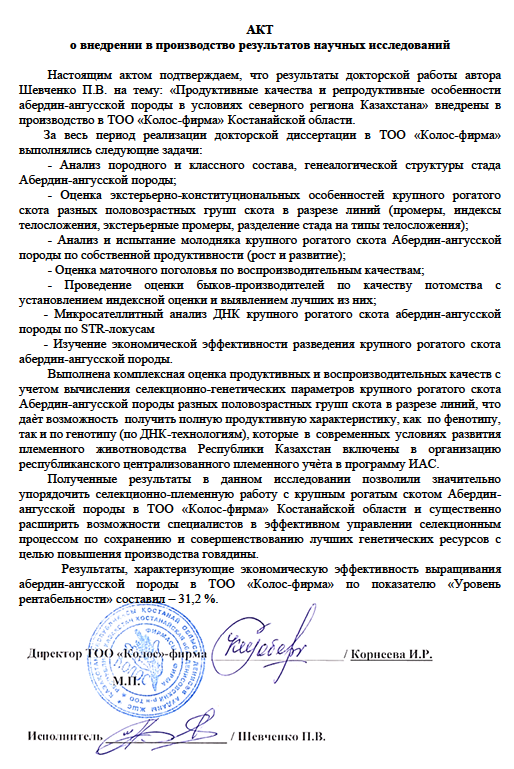 АКТ
о внедрении в производство результатов научных исследований
Настоящим актом подтверждаем, что результаты докторской работы автора
Шевченко П.В. на тему: «Продуктивные качества и репродуктивные особенности
абердин-ангусской породы в условиях северного региона Казахстана» внедрены в
производство в ТОО «Колос-фирма» Костанайской области.
За весь период реализации докторской диссертации в ТОО «Колос-фирма»
выполнялись следующие задачи:
- Анализ породного и классного состава, генеалогической структуры стада
Абердин-ангусской породы;
- Оценка экстерьерно-конституциональных особенностей крупного рогатого
скота разных половозрастных групп скота в разрезе линий (промеры, индексы
телосложения, экстерьерные промеры, разделение стада на типы телосложения);
- Анализ и испытание молодняка крупного рогатого скота Абердин-ангусской
породы по собственной продуктивности (рост и развитие);
- Оценка маточного поголовья по воспроизводительным качествам;
- Проведение оценки быков-производителей по качеству потомства с
установлением индексной оценки и выявлением лучших из них;
- Микросателлитный анализ ДНК крупного рогатого скота абердин-ангусской
породы по STR-локусам
- Изучение экономической эффективности разведения крупного рогатого скота
абердин-ангусской породы.
Выполнена комплексная оценка продуктивных и воспроизводительных качеств с
учетом вычисления селекционно-генетических параметров крупного рогатого скота
Абердин-ангусской породы разных половозрастных групп скота в разрезе линий, что
даѐт возможность получить полную продуктивную характеристику, как по фенотипу,
так и по генотипу (по ДНК-технологиям), которые в современных условиях развития
племенного животноводства Республики Казахстан включены в организацию
республиканского централизованного племенного учѐта в программу ИАС.
Полученные результаты в данном исследовании позволили значительно
упорядочить селекционно-племенную работу с крупным рогатым скотом Абердин-
ангусской породы в ТОО «Колос-фирма» Костанайской области и существенно
расширить возможности специалистов в эффективном управлении селекционным
процессом по сохранению и совершенствованию лучших генетических ресурсов с
целью повышения производства говядины.
Результаты, характеризующие экономическую эффективность выращивания
абердин-ангусской породы в ТОО «Колос-фирма» по показателю «Уровень
рентабельности» составил – 31,2 %.
Директор ТОО «Колос»-фирма / Корнсева И.Р.
М.П.
Исполнитель / Шевченко П.В.